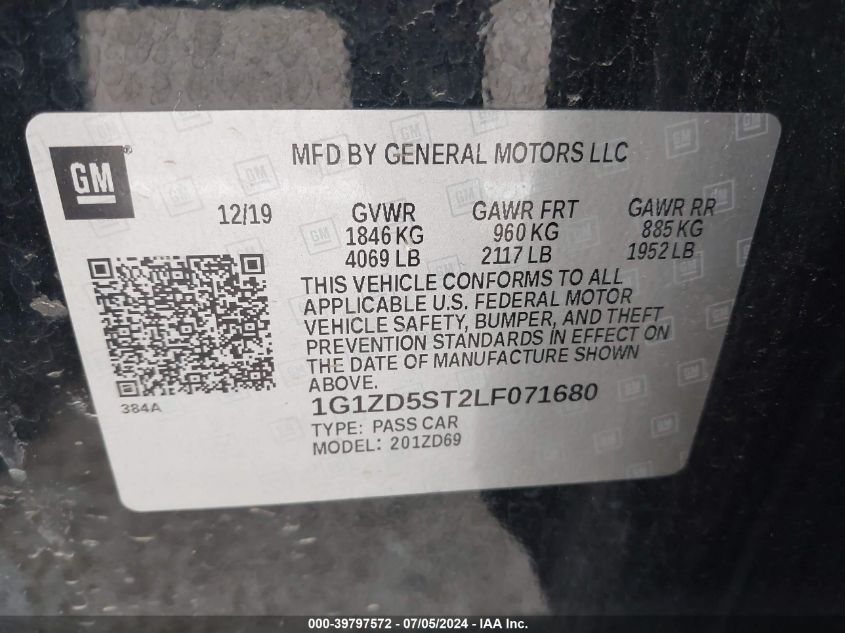 GM
MFD BY GENERAL MOTORS LLC
12/19
GVWR
1846 KG
4069 LB
GAWR FRT
960 KG
2117 LB
GAWR RR
885 KG
1952 LB
THIS VEHICLE CONFORMS TO ALL
APPLICABLE U.S. FEDERAL MOTOR
VEHICLE SAFETY, BUMPER, AND THEFT
PREVENTION STANDARDS IN EFFECT ON
THE DATE OF MANUFACTURE SHOWN
ABOVE.
384A
1G1ZD5ST2LF071680
TYPE: PASS CAR
MODEL: 201ZD69
000-39797572 - 07/05/2024 - IAA Inc.